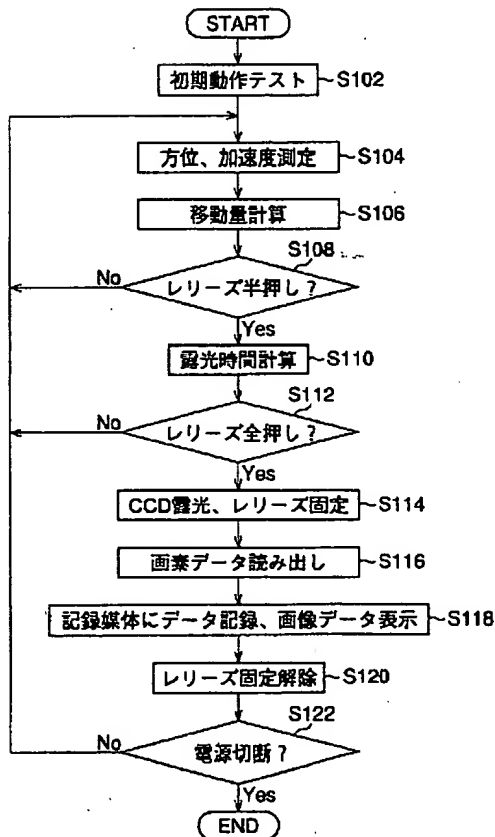 START
初期動作テスト S102
方位、加速度測定 S104
移動量計算 S106
S108
No レリーズ半押し?
Yes
露光時間計算 S110
S112
No レリーズ全押し?
Yes
CCD露光、レリーズ固定 S114
画素データ読み出し S116
記録媒体にデータ記録、画像データ表示 S118
レリーズ固定解除 S120
S122
No 電源切断?
Yes
END